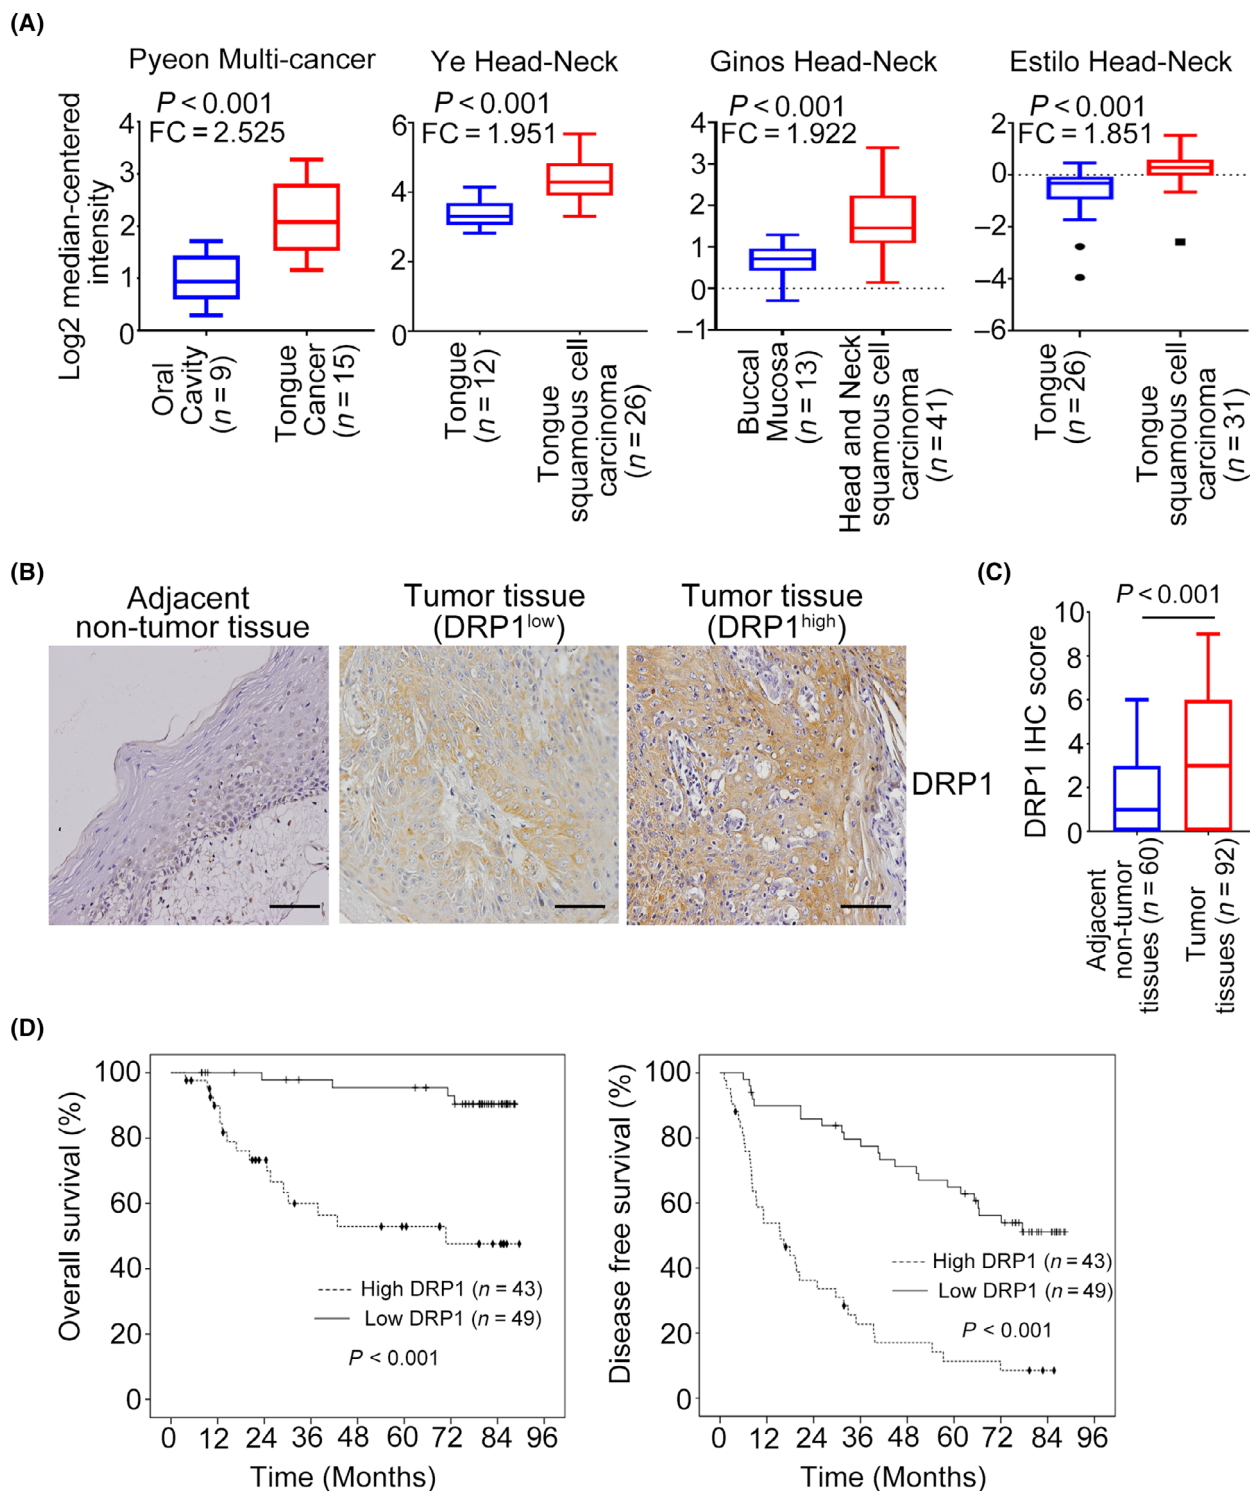 (A)
Pyeon Multi-cancer
Ye Head-Neck
Ginos Head-Neck
Estilo Head-Neck
P < 0.001
FC = 2.525
P < 0.001
FC = 1.951
P < 0.001
FC = 1.922
P < 0.001
FC = 1.851
Log2 median-centered
intensity
4
3
2
1
0
6
4
2
0
4
3
2
1
0
–1
2
0
–2
–4
–6
Oral
Cavity
(n = 9)
Tongue
Cancer
(n = 15)
Tongue
(n = 12)
Tongue
squamous cell
carcinoma
(n = 26)
Buccal
Mucosa
(n = 13)
Head and Neck
squamous cell
carcinoma
(n = 41)
Tongue
(n = 26)
Tongue
squamous cell
carcinoma
(n = 31)
(B)
Adjacent
non-tumor tissue
Tumor tissue
(DRP1low)
Tumor tissue
(DRP1high)
DRP1
(C)
P < 0.001
DRP1 IHC score
10
8
6
4
2
0
Adjacent
non-tumor
tissues (n = 60)
Tumor
tissues (n = 92)
(D)
Overall survival (%)
100
80
60
40
20
0
High DRP1 (n = 43)
Low DRP1 (n = 49)
P < 0.001
0 12 24 36 48 60 72 84 96
Time (Months)
Disease free survival (%)
100
80
60
40
20
0
High DRP1 (n = 43)
Low DRP1 (n = 49)
P < 0.001
0 12 24 36 48 60 72 84 96
Time (Months)